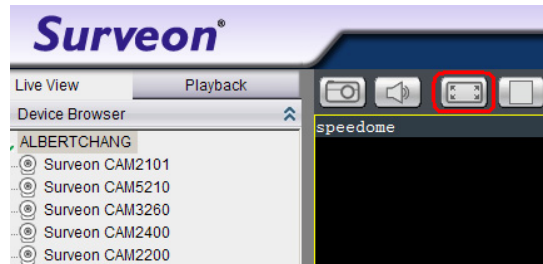 Surveon®
Live View
Playback
Device Browser
speedome
ALBERTCHANG
Surveon CAM2101
Surveon CAM5210
Surveon CAM3260
Surveon CAM2400
Surveon CAM2200